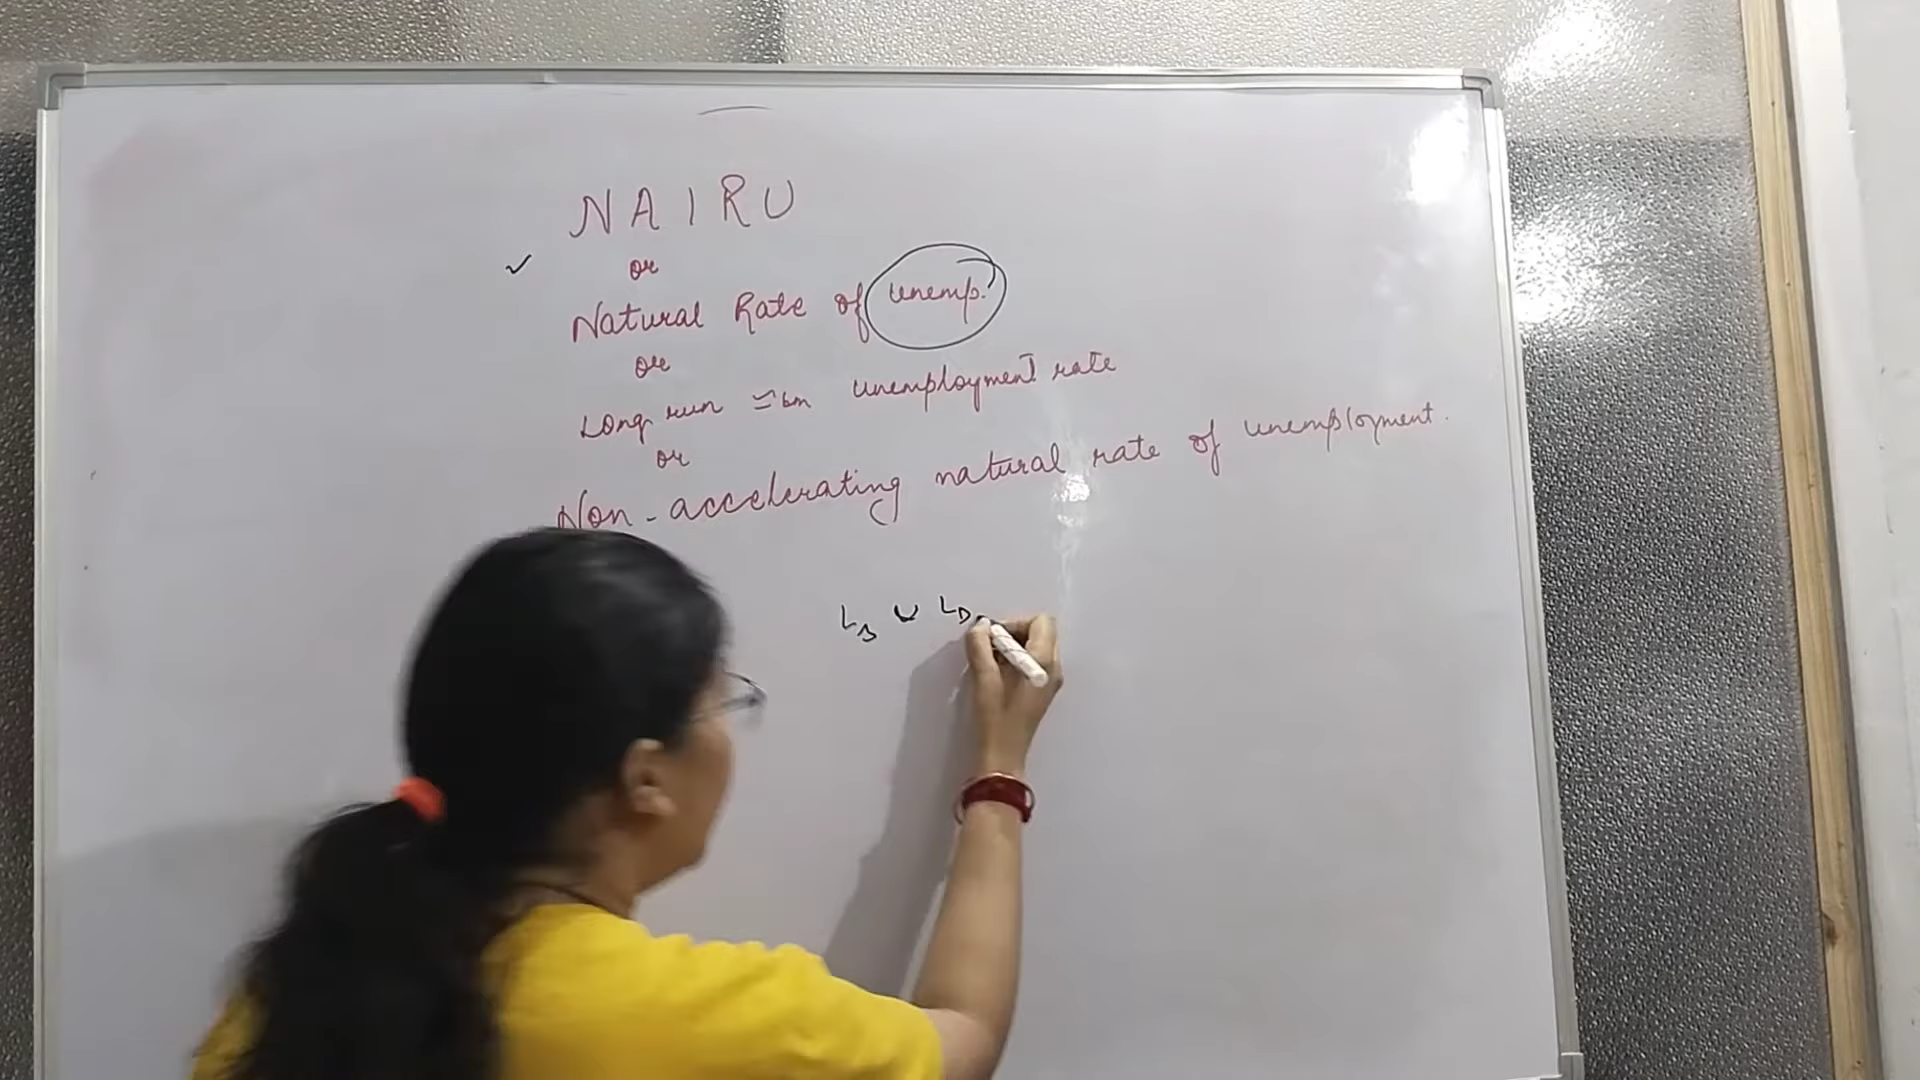 NAIRU
or
Natural Rate of Unemp.
or
Long run ≃bm unemployment rate
or
Non-accelerating natural rate of unemployment.
Ls LD